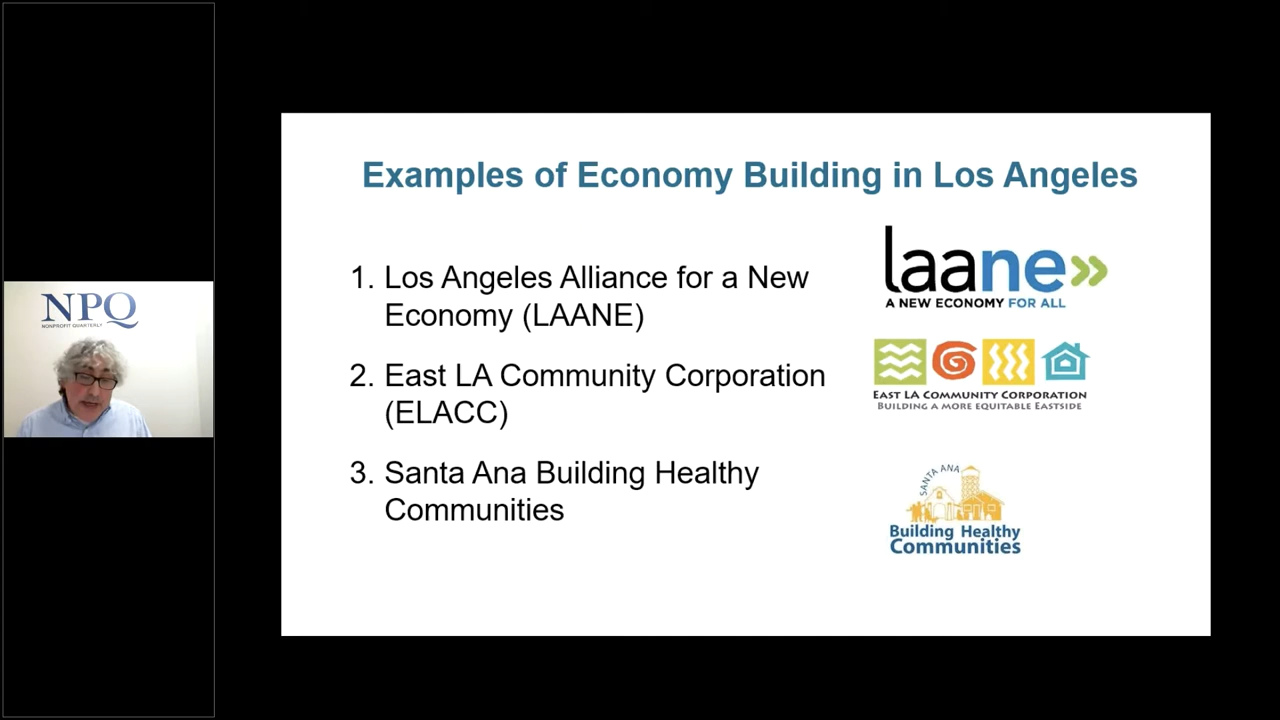 NPQ
NONPROFIT QUARTERLY
Examples of Economy Building in Los Angeles
1. Los Angeles Alliance for a New
Economy (LAANE)
2. East LA Community Corporation
(ELACC)
3. Santa Ana Building Healthy
Communities
laane»
A NEW ECONOMY FOR ALL
EAST LA COMMUNITY CORPORATION
BUILDING A MORE EQUITABLE EASTSIDE
SANTA ANA
Building Healthy
Communities